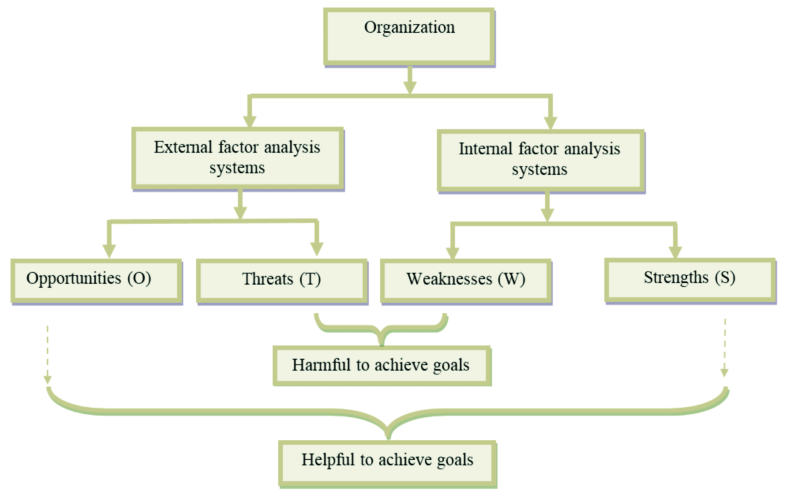 Organization
External factor analysis
systems
Internal factor analysis
systems
Opportunities (O)
Threats (T)
Weaknesses (W)
Strengths (S)
Harmful to achieve goals
Helpful to achieve goals